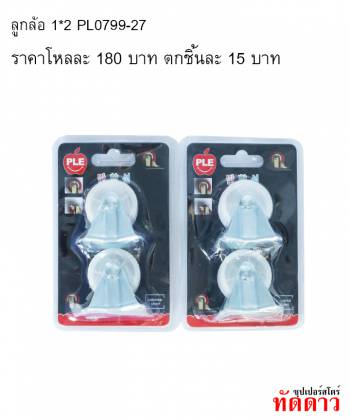 ลูกล้อ 1*2 PL0799-27
ราคาโหลละ 180 บาท ตกชิ้นละ 15 บาท
PLE
PLE
ซุปเปอร์สโตร์
ทัดดาว